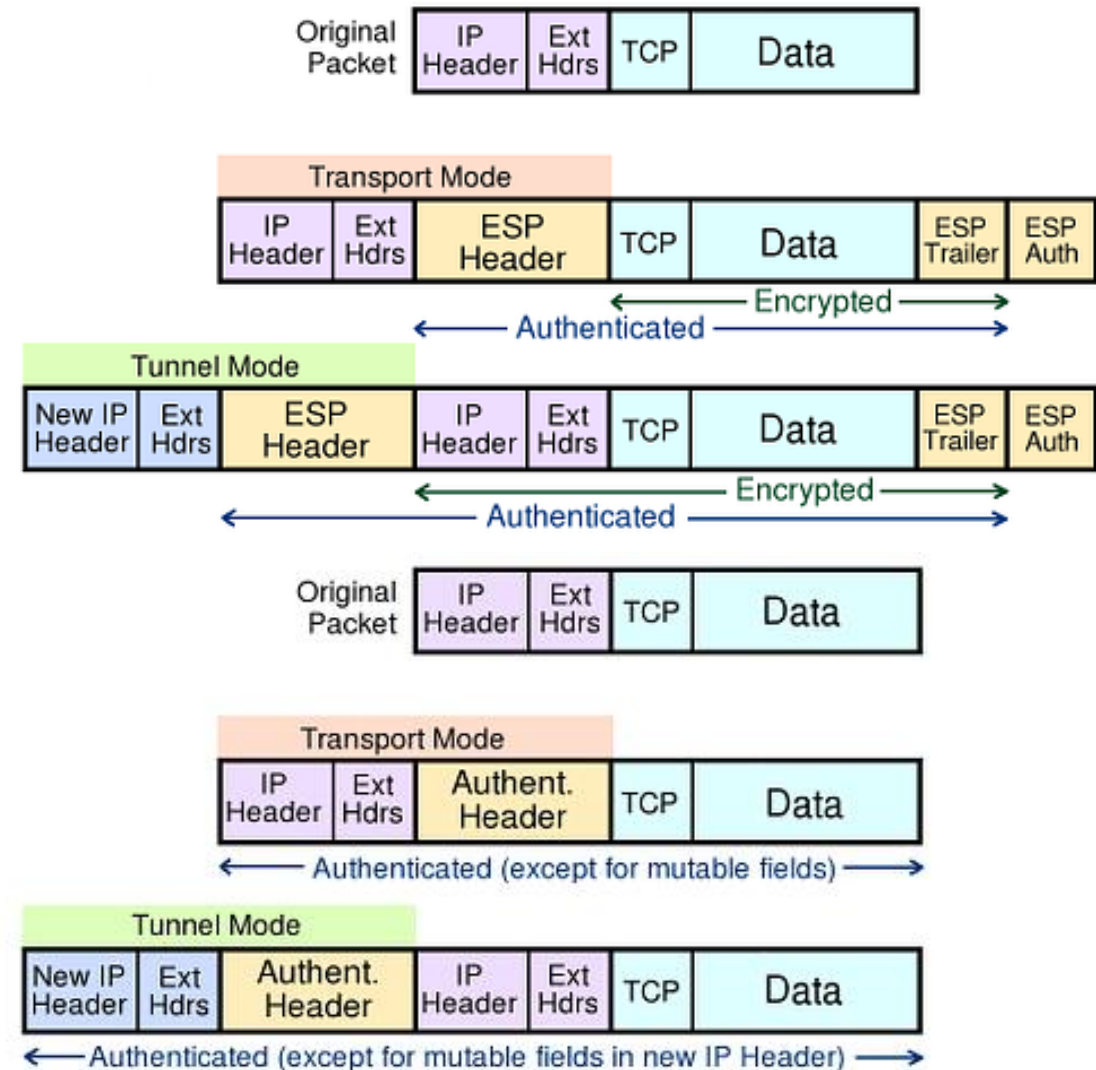 Original
Packet
IP
Header
Ext
Hdrs
TCP
Data
Transport Mode
IP
Header
Ext
Hdrs
ESP
Header
TCP
Data
ESP
Trailer
ESP
Auth
Encrypted
Authenticated
Tunnel Mode
New IP
Header
Ext
Hdrs
ESP
Header
IP
Header
Ext
Hdrs
TCP
Data
ESP
Trailer
ESP
Auth
Encrypted
Authenticated
Original
Packet
IP
Header
Ext
Hdrs
TCP
Data
Transport Mode
IP
Header
Ext
Hdrs
Authent.
Header
TCP
Data
Authenticated (except for mutable fields)
Tunnel Mode
New IP
Header
Ext
Hdrs
Authent.
Header
IP
Header
Ext
Hdrs
TCP
Data
Authenticated (except for mutable fields in new IP Header)